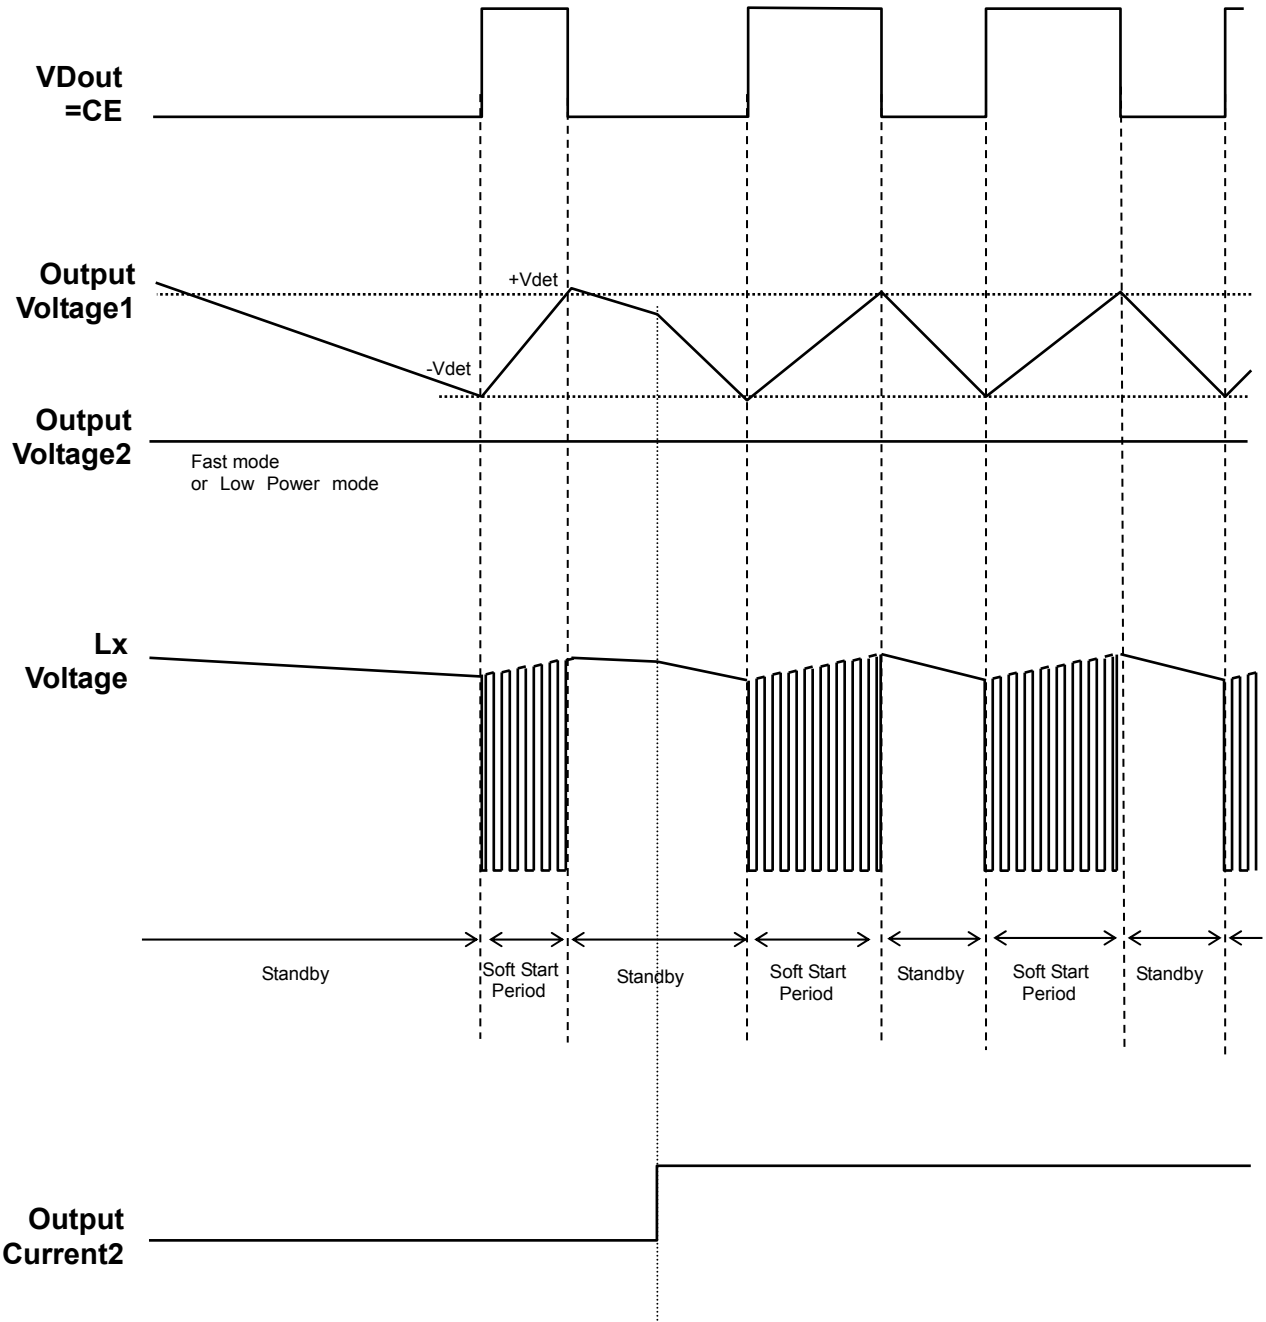 VDout
=CE
Output
Voltage1
+Vdet
-Vdet
Output
Voltage2
Fast mode
or Low Power mode
Lx
Voltage
Standby
Soft Start
Period
Standby
Soft Start
Period
Standby
Soft Start
Period
Standby
Output
Current2